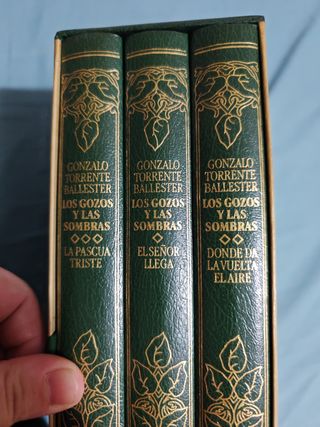 GONZALO
TORRENTE
BALLESTER
LOS GOZOS
Y LAS
SOMBRAS
LA PASCUA
TRISTE
GONZALO
TORRENTE
BALLESTER
LOS GOZOS
Y LAS
SOMBRAS
EL SEÑOR
LLEGA
GONZALO
TORRENTE
BALLESTER
LOS GOZOS
Y LAS
SOMBRAS
DONDE DA
LA VUELTA
EL AIRE